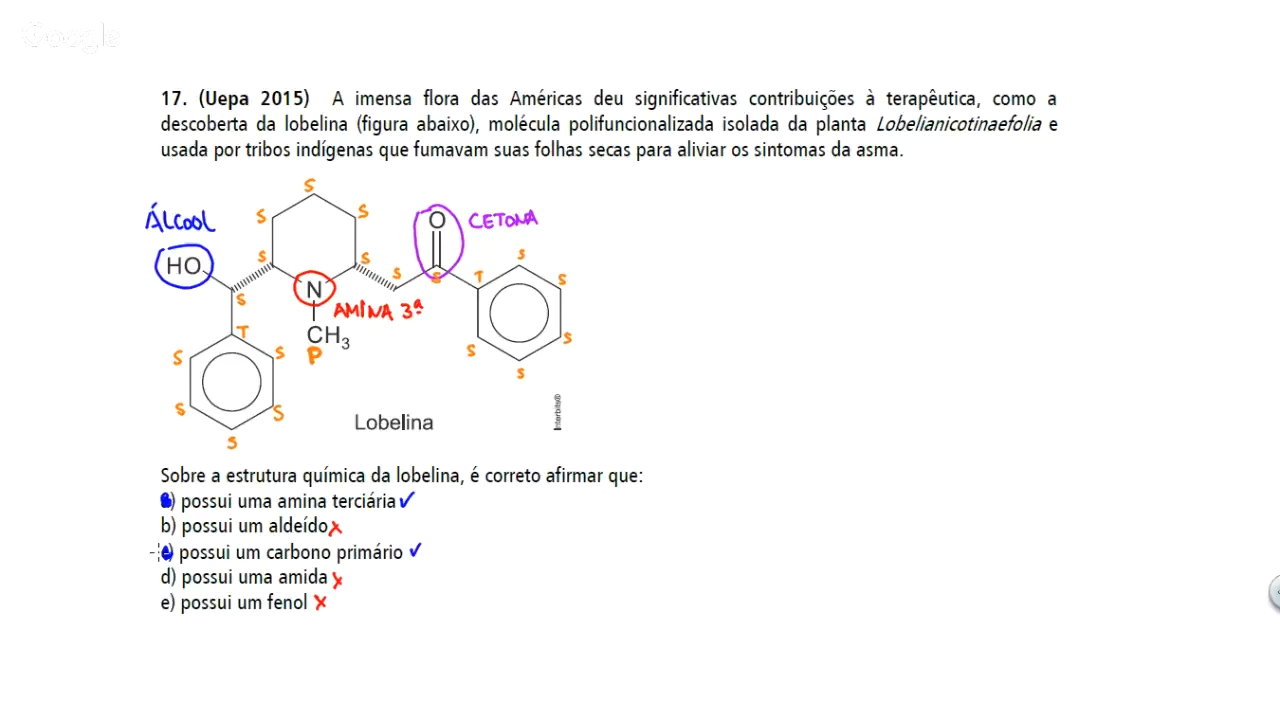 Google
17. (Uepa 2015) A imensa flora das Américas deu significativas contribuições à terapêutica, como a
descoberta da lobelina (figura abaixo), molécula polifuncionalizada isolada da planta Lobelianicotinaefolia e
usada por tribos indígenas que fumavam suas folhas secas para aliviar os sintomas da asma.
S
ÁLCOOL S S O CETONA
HO S S S S T S S
N S
AMINA 3ª
T CH3 S S
S S P S
Interbits®
S S
Lobelina
S
Sobre a estrutura química da lobelina, é correto afirmar que:
a) possui uma amina terciária ✓
b) possui um aldeído x
c) possui um carbono primário ✓
d) possui uma amida x
e) possui um fenol x